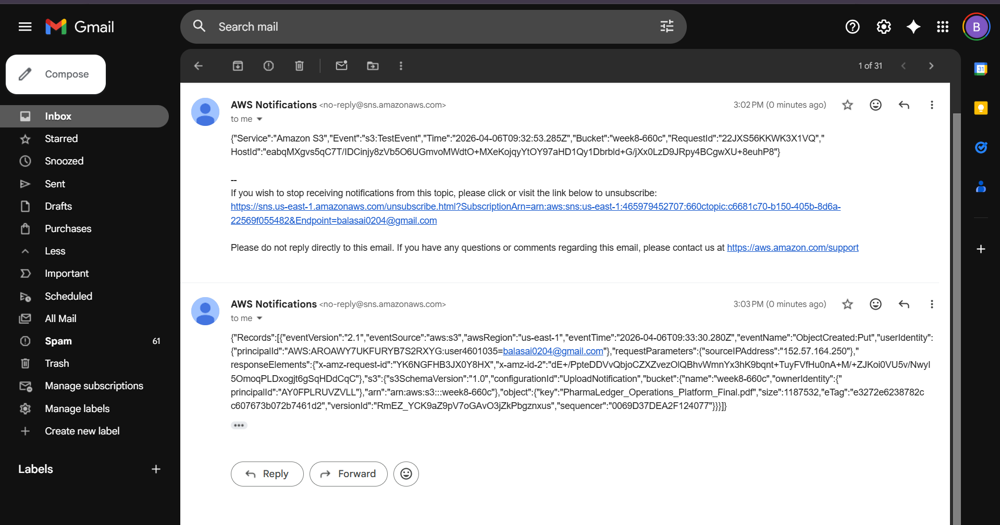 Gmail
Search mail
B
Compose
1 of 31
31
Inbox
Starred
Snoozed
Sent
Drafts
Purchases
Less
Important
Scheduled
All Mail
Spam 61
Trash
Manage subscriptions
Manage labels
Create new label
Labels
AWS Notifications <no-reply@sns.amazonaws.com> 3:02 PM (0 minutes ago)
to me
{"Service":"Amazon S3","Event":"s3:TestEvent","Time":"2026-04-06T09:32:53.285Z","Bucket":"week8-660c","RequestId":"22JXS56KKWK3X1VQ","
HostId":"eabqMXgvs5qC7T/IDCinjy8zVb5O6UGmvoMWdtO+MXeKojqyYtOY97aHD1Qy1Dbrbld+G/jXx0LzD9JRpy4BCgwXU+8euhP8"}
--
If you wish to stop receiving notifications from this topic, please click or visit the link below to unsubscribe:
https://sns.us-east-1.amazonaws.com/unsubscribe.html?SubscriptionArn=arn:aws:sns:us-east-1:465979452707:660ctopic:c6681c70-b150-405b-8d6a-
22569f055482&Endpoint=balasai0204@gmail.com
Please do not reply directly to this email. If you have any questions or comments regarding this email, please contact us at https://aws.amazon.com/support
AWS Notifications <no-reply@sns.amazonaws.com> 3:03 PM (0 minutes ago)
to me
{"Records":[{"eventVersion":"2.1","eventSource":"aws:s3","awsRegion":"us-east-1","eventTime":"2026-04-06T09:33:30.280Z","eventName":"ObjectCreated:Put","userIdentity":
{"principalId":"AWS:AROAWY7UKFURYB7S2RXYG:user4601035=balasai0204@gmail.com"},"requestParameters":{"sourceIPAddress":"152.57.164.250"},"
responseElements":{"x-amz-request-id":"YK6NGFHB3JX0Y8HX","x-amz-id-2":"dE+/PpteDDVvQbjoCZXZvezOlQBhvWmnYx3hK9bqnt+TuyFVfHu0nA+M/+ZJKoi0VU5v/NwyI
5OmoqPLDxogjt6gSqHDdCqC"},"s3":{"s3SchemaVersion":"1.0","configurationId":"UploadNotification","bucket":{"name":"week8-660c","ownerIdentity":{"
principalId":"AY0FPLRUVZVLL"},"arn":"arn:aws:s3:::week8-660c"},"object":{"key":"PharmaLedger_Operations_Platform_Final.pdf","size":1187532,"eTag":"e3272e6238782c
c607673b072b7461d2","versionId":"RmEZ_YCK9aZ9pV7oGAvO3jZkPbgznxus","sequencer":"0069D37DEA2F124077"}}}]}
Reply
Forward